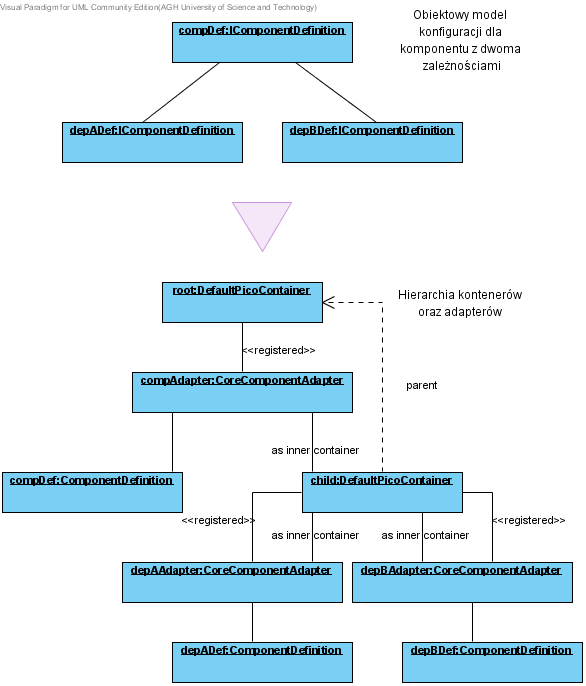 Visual Paradigm for UML Community Edition(AGH University of Science and Technology)
compDef:IComponentDefinition
Obiektowy model
konfiguracji dla
komponentu z dwoma
zależnościami
depADef:IComponentDefinition
depBDef:IComponentDefinition
root:DefaultPicoContainer
Hierarchia kontenerów
oraz adapterów
<<registered>>
compAdapter:CoreComponentAdapter
parent
as inner container
compDef:ComponentDefinition
child:DefaultPicoContainer
<<registered>>
<<registered>>
as inner container
as inner container
depAAdapter:CoreComponentAdapter
depBAdapter:CoreComponentAdapter
depADef:ComponentDefinition
depBDef:ComponentDefinition